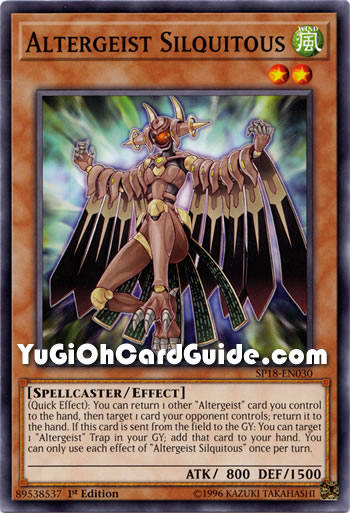 ALTERGEIST SILQUITOUS
WIND
風
YuGiOhCardGuide.com
SP18-EN030
[SPELLCASTER/EFFECT]
(Quick Effect): You can return 1 other "Altergeist" card you control
to the hand, then target 1 card your opponent controls; return it to
the hand. If this card is sent from the field to the GY: You can target
1 "Altergeist" Trap in your GY; add that card to your hand. You can
only use each effect of "Altergeist Silquitous" once per turn.
ATK/ 800 DEF/1500
89538537 1st Edition ©1996 KAZUKI TAKAHASHI